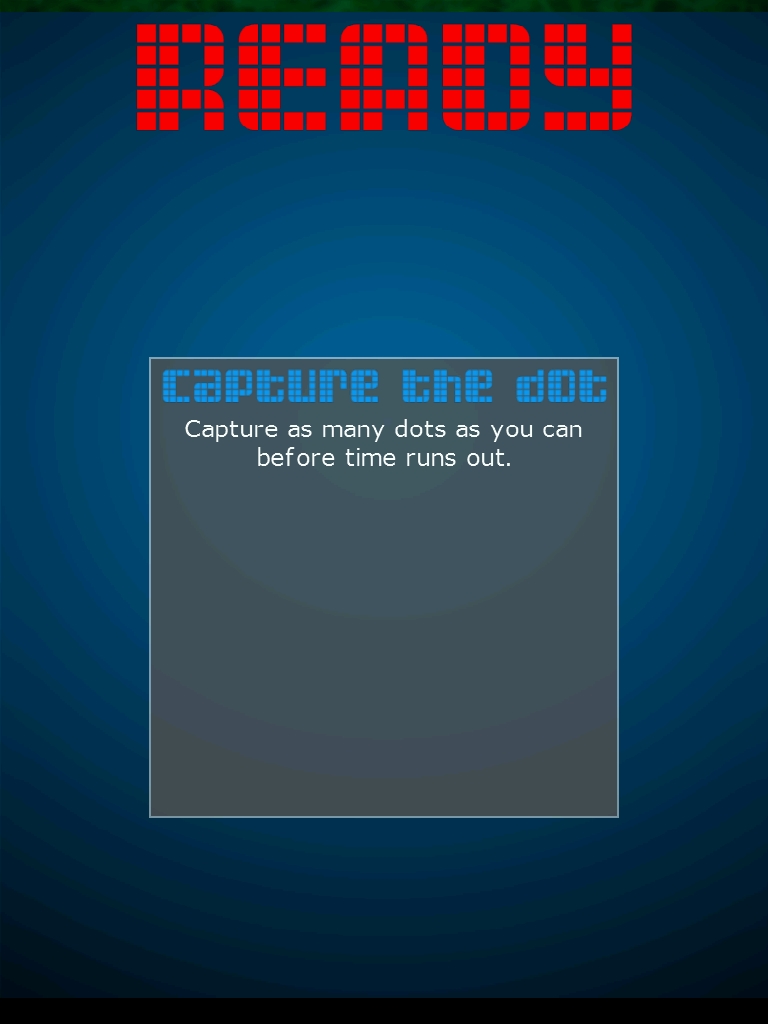 READY
capture the dot
Capture as many dots as you can
before time runs out.